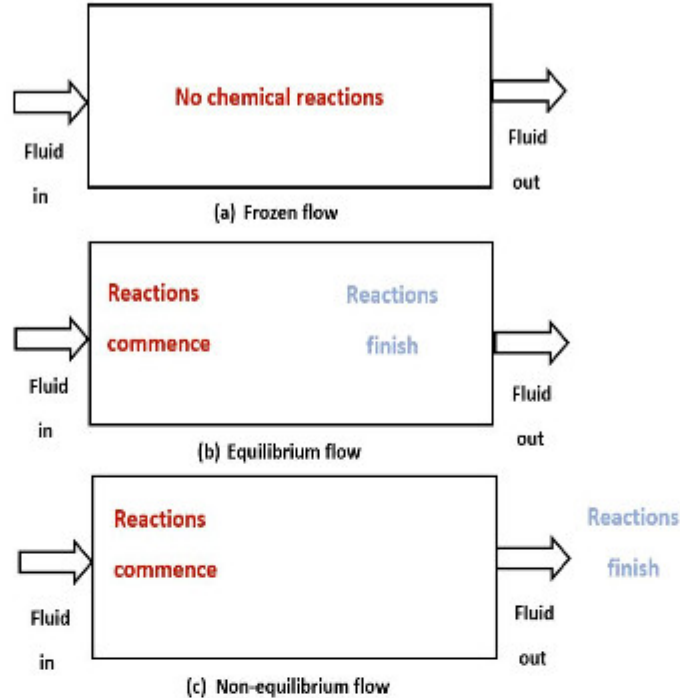 No chemical reactions
Fluid
in
Fluid
out
(a) Frozen flow
Reactions
commence
Reactions
finish
Fluid
in
Fluid
out
(b) Equilibrium flow
Reactions
commence
Reactions
finish
Fluid
in
Fluid
out
(c) Non-equilibrium flow